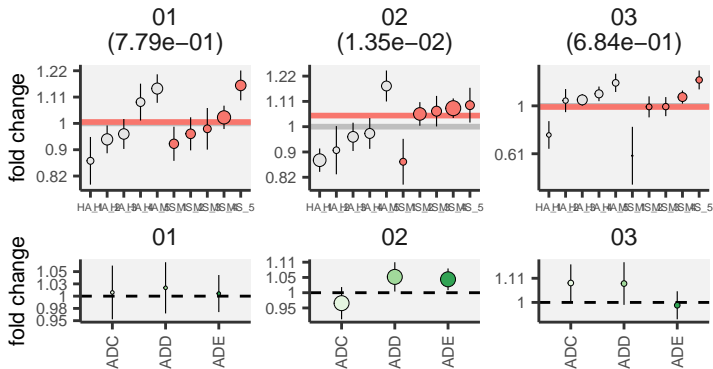 01
(7.79e−01)
02
(1.35e−02)
03
(6.84e−01)
fold change
1.22
1.11
1
0.9
0.82
1.22
1.11
1
0.9
0.82
1
0.61
01
02
03
fold change
1.05
1.03
1
0.98
0.95
1.11
1.05
1
0.95
1.11
1
ADC
ADD
ADE
ADC
ADD
ADE
ADC
ADD
ADE